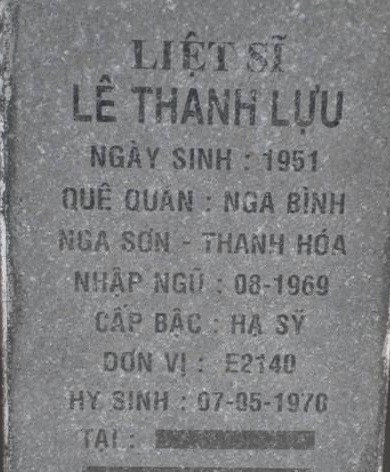 LIỆT SĨ
LÊ THANH LỰU
NGÀY SINH : 1951
QUÊ QUÁN : NGA BÌNH
NGA SƠN - THANH HÓA
NHẬP NGŨ : 08-1969
CẤP BẬC : HẠ SỸ
ĐƠN VỊ : E2140
HY SINH : 07-05-1970
TẠI :